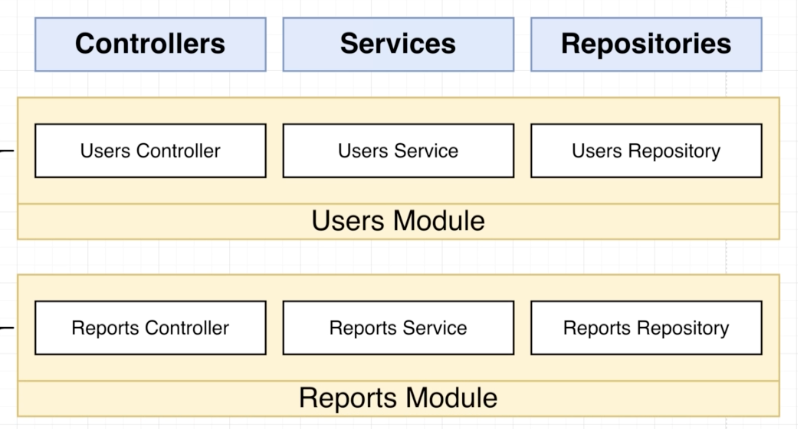 Controllers
Services
Repositories
Users Controller
Users Service
Users Repository
Users Module
Reports Controller
Reports Service
Reports Repository
Reports Module